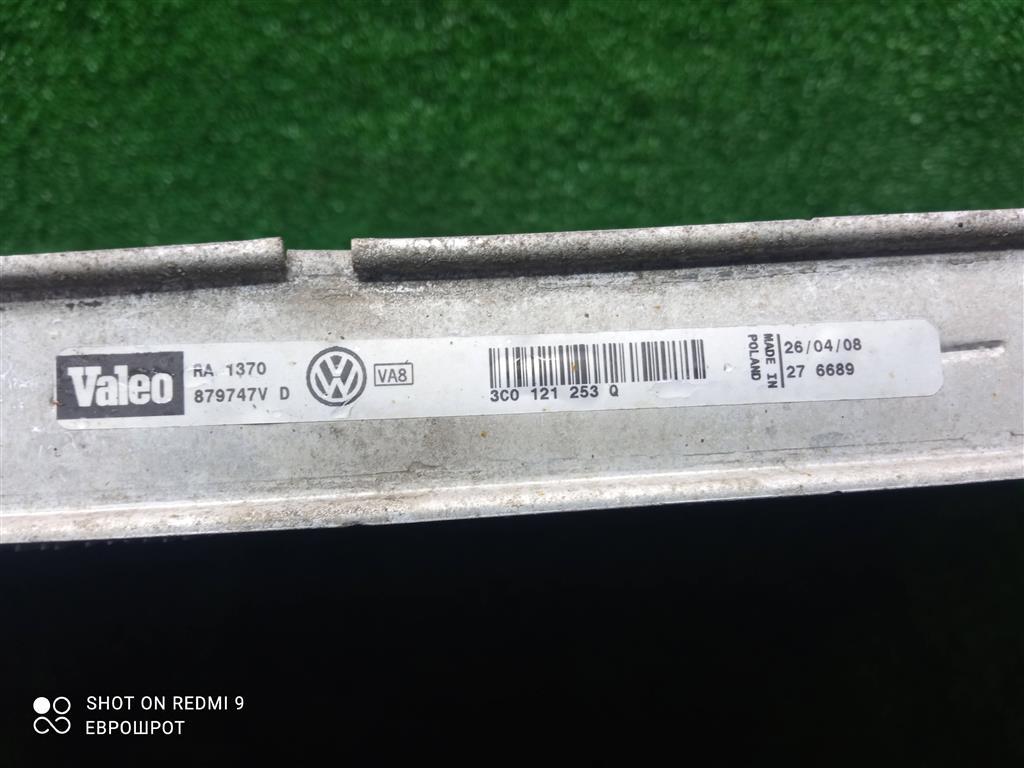 Valeo
RA 1370
879747V D
VW
VA8
3C0 121 253 Q
MADE IN
POLAND
26/04/08
27 6689
SHOT ON REDMI 9
ЕВРОШРОТ